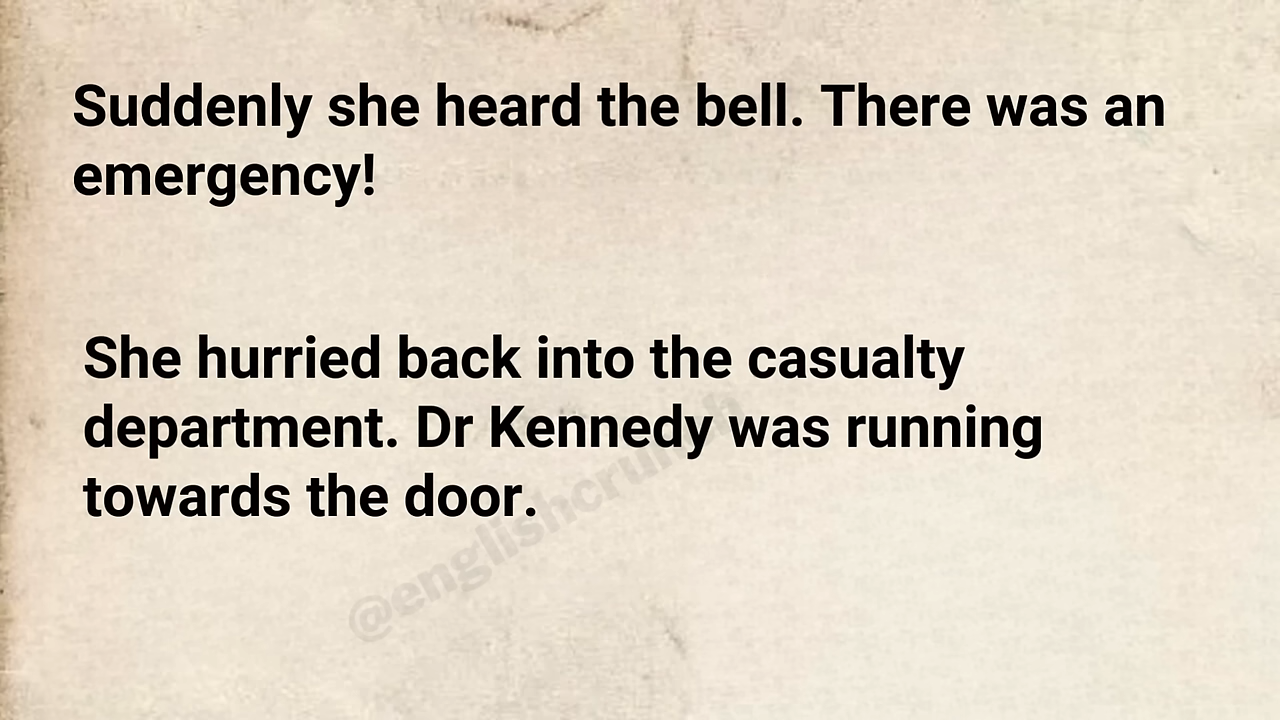 Suddenly she heard the bell. There was an
emergency!
She hurried back into the casualty
department. Dr Kennedy was running
towards the door.
@englishcrunch